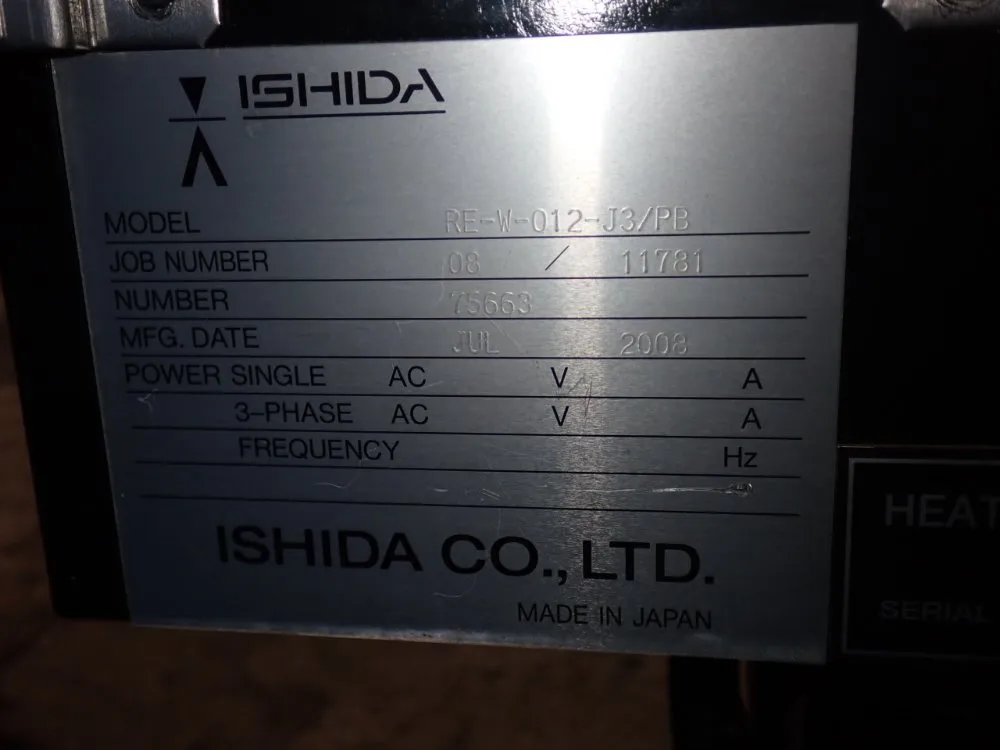 ISHIDA
MODEL RE-W-012-J3/PB
JOB NUMBER 08 / 11781
NUMBER 75663
MFG. DATE JUL 2008
POWER SINGLE AC V A
3-PHASE AC V A
FREQUENCY Hz
ISHIDA CO., LTD.
MADE IN JAPAN
HEAT
SERIAL